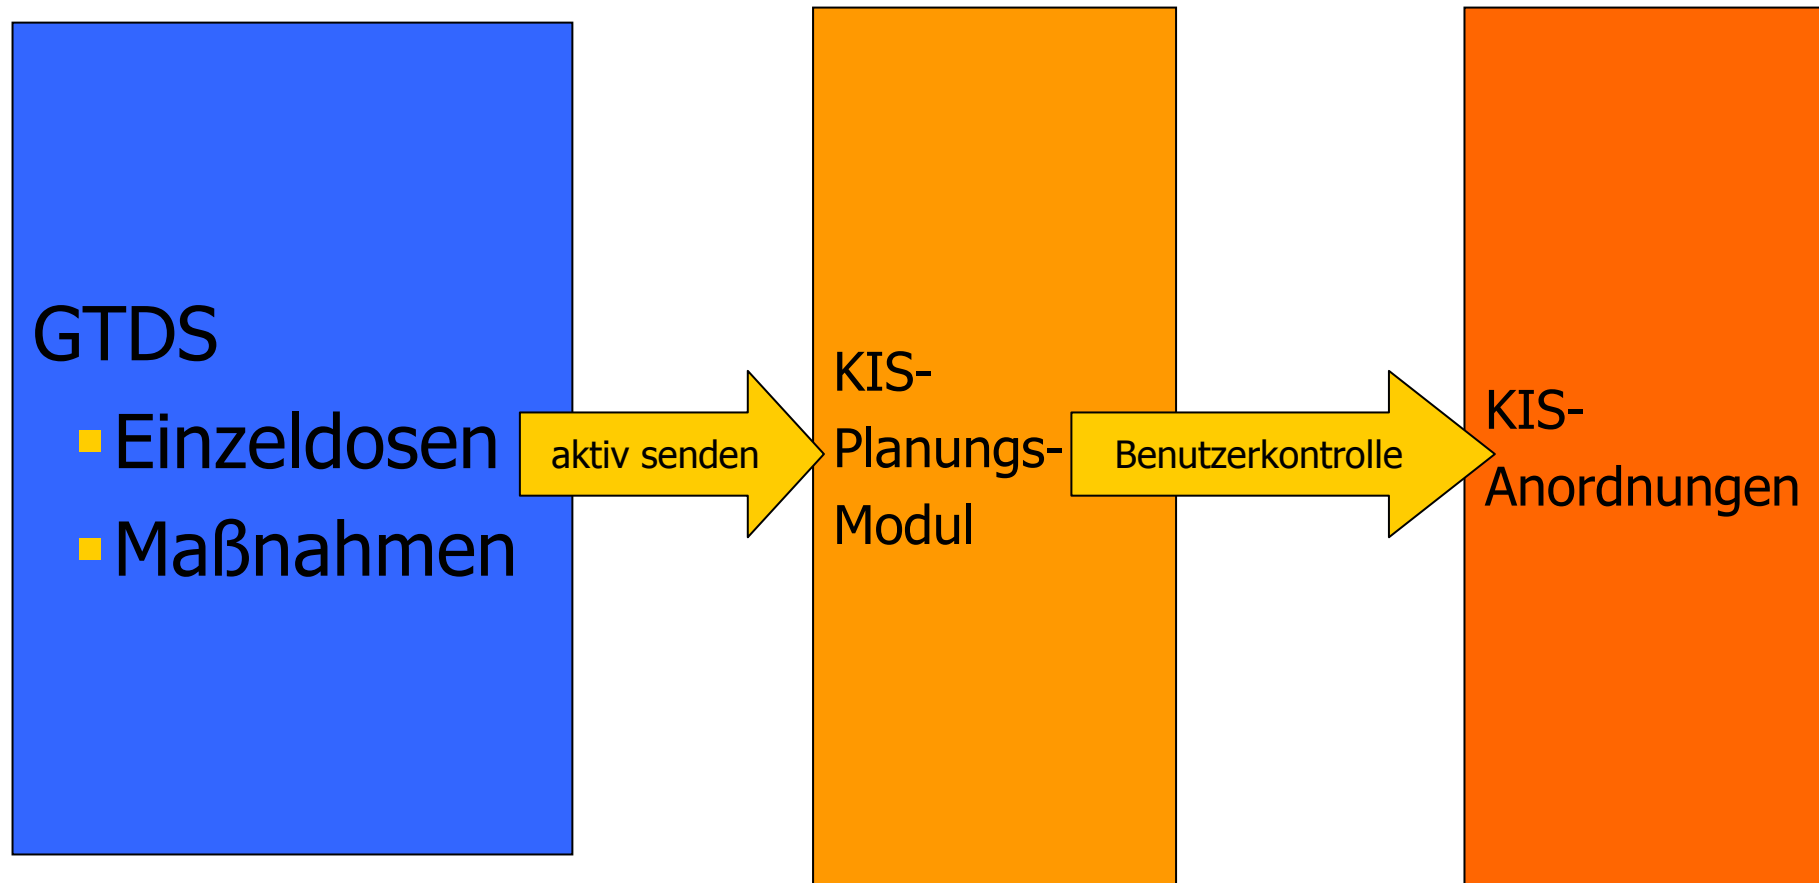 GTDS
Einzeldosen
Maßnahmen
aktiv senden
KIS-
Planungs-
Modul
Benutzerkontrolle
KIS-
Anordnungen